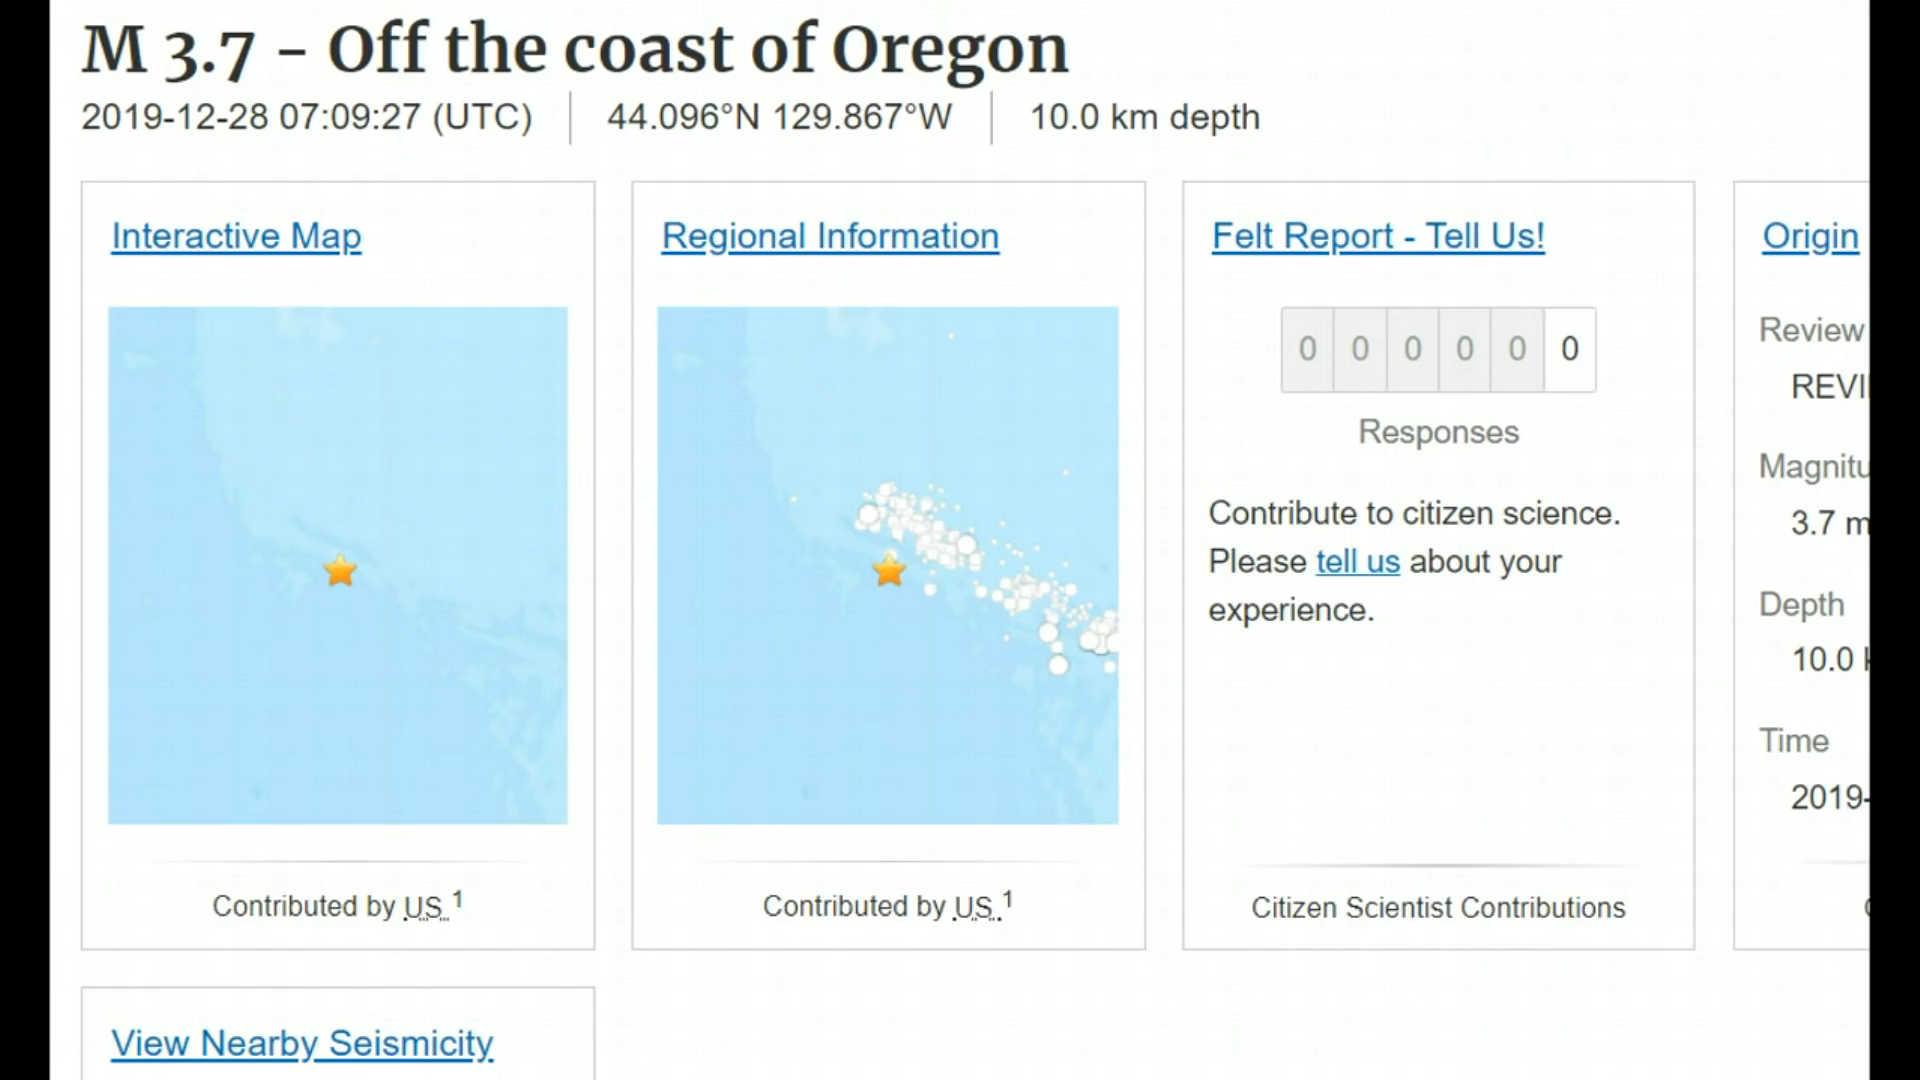 M 3.7 - Off the coast of Oregon
2019-12-28 07:09:27 (UTC)
44.096°N 129.867°W
10.0 km depth
Interactive Map
Contributed by US 1
Regional Information
Contributed by US 1
Felt Report - Tell Us!
0 0 0 0 0 0
Responses
Contribute to citizen science.
Please tell us about your
experience.
Citizen Scientist Contributions
Origin
Review
Depth
10.0
Time
2019-
3.7
View Nearby Seismicity